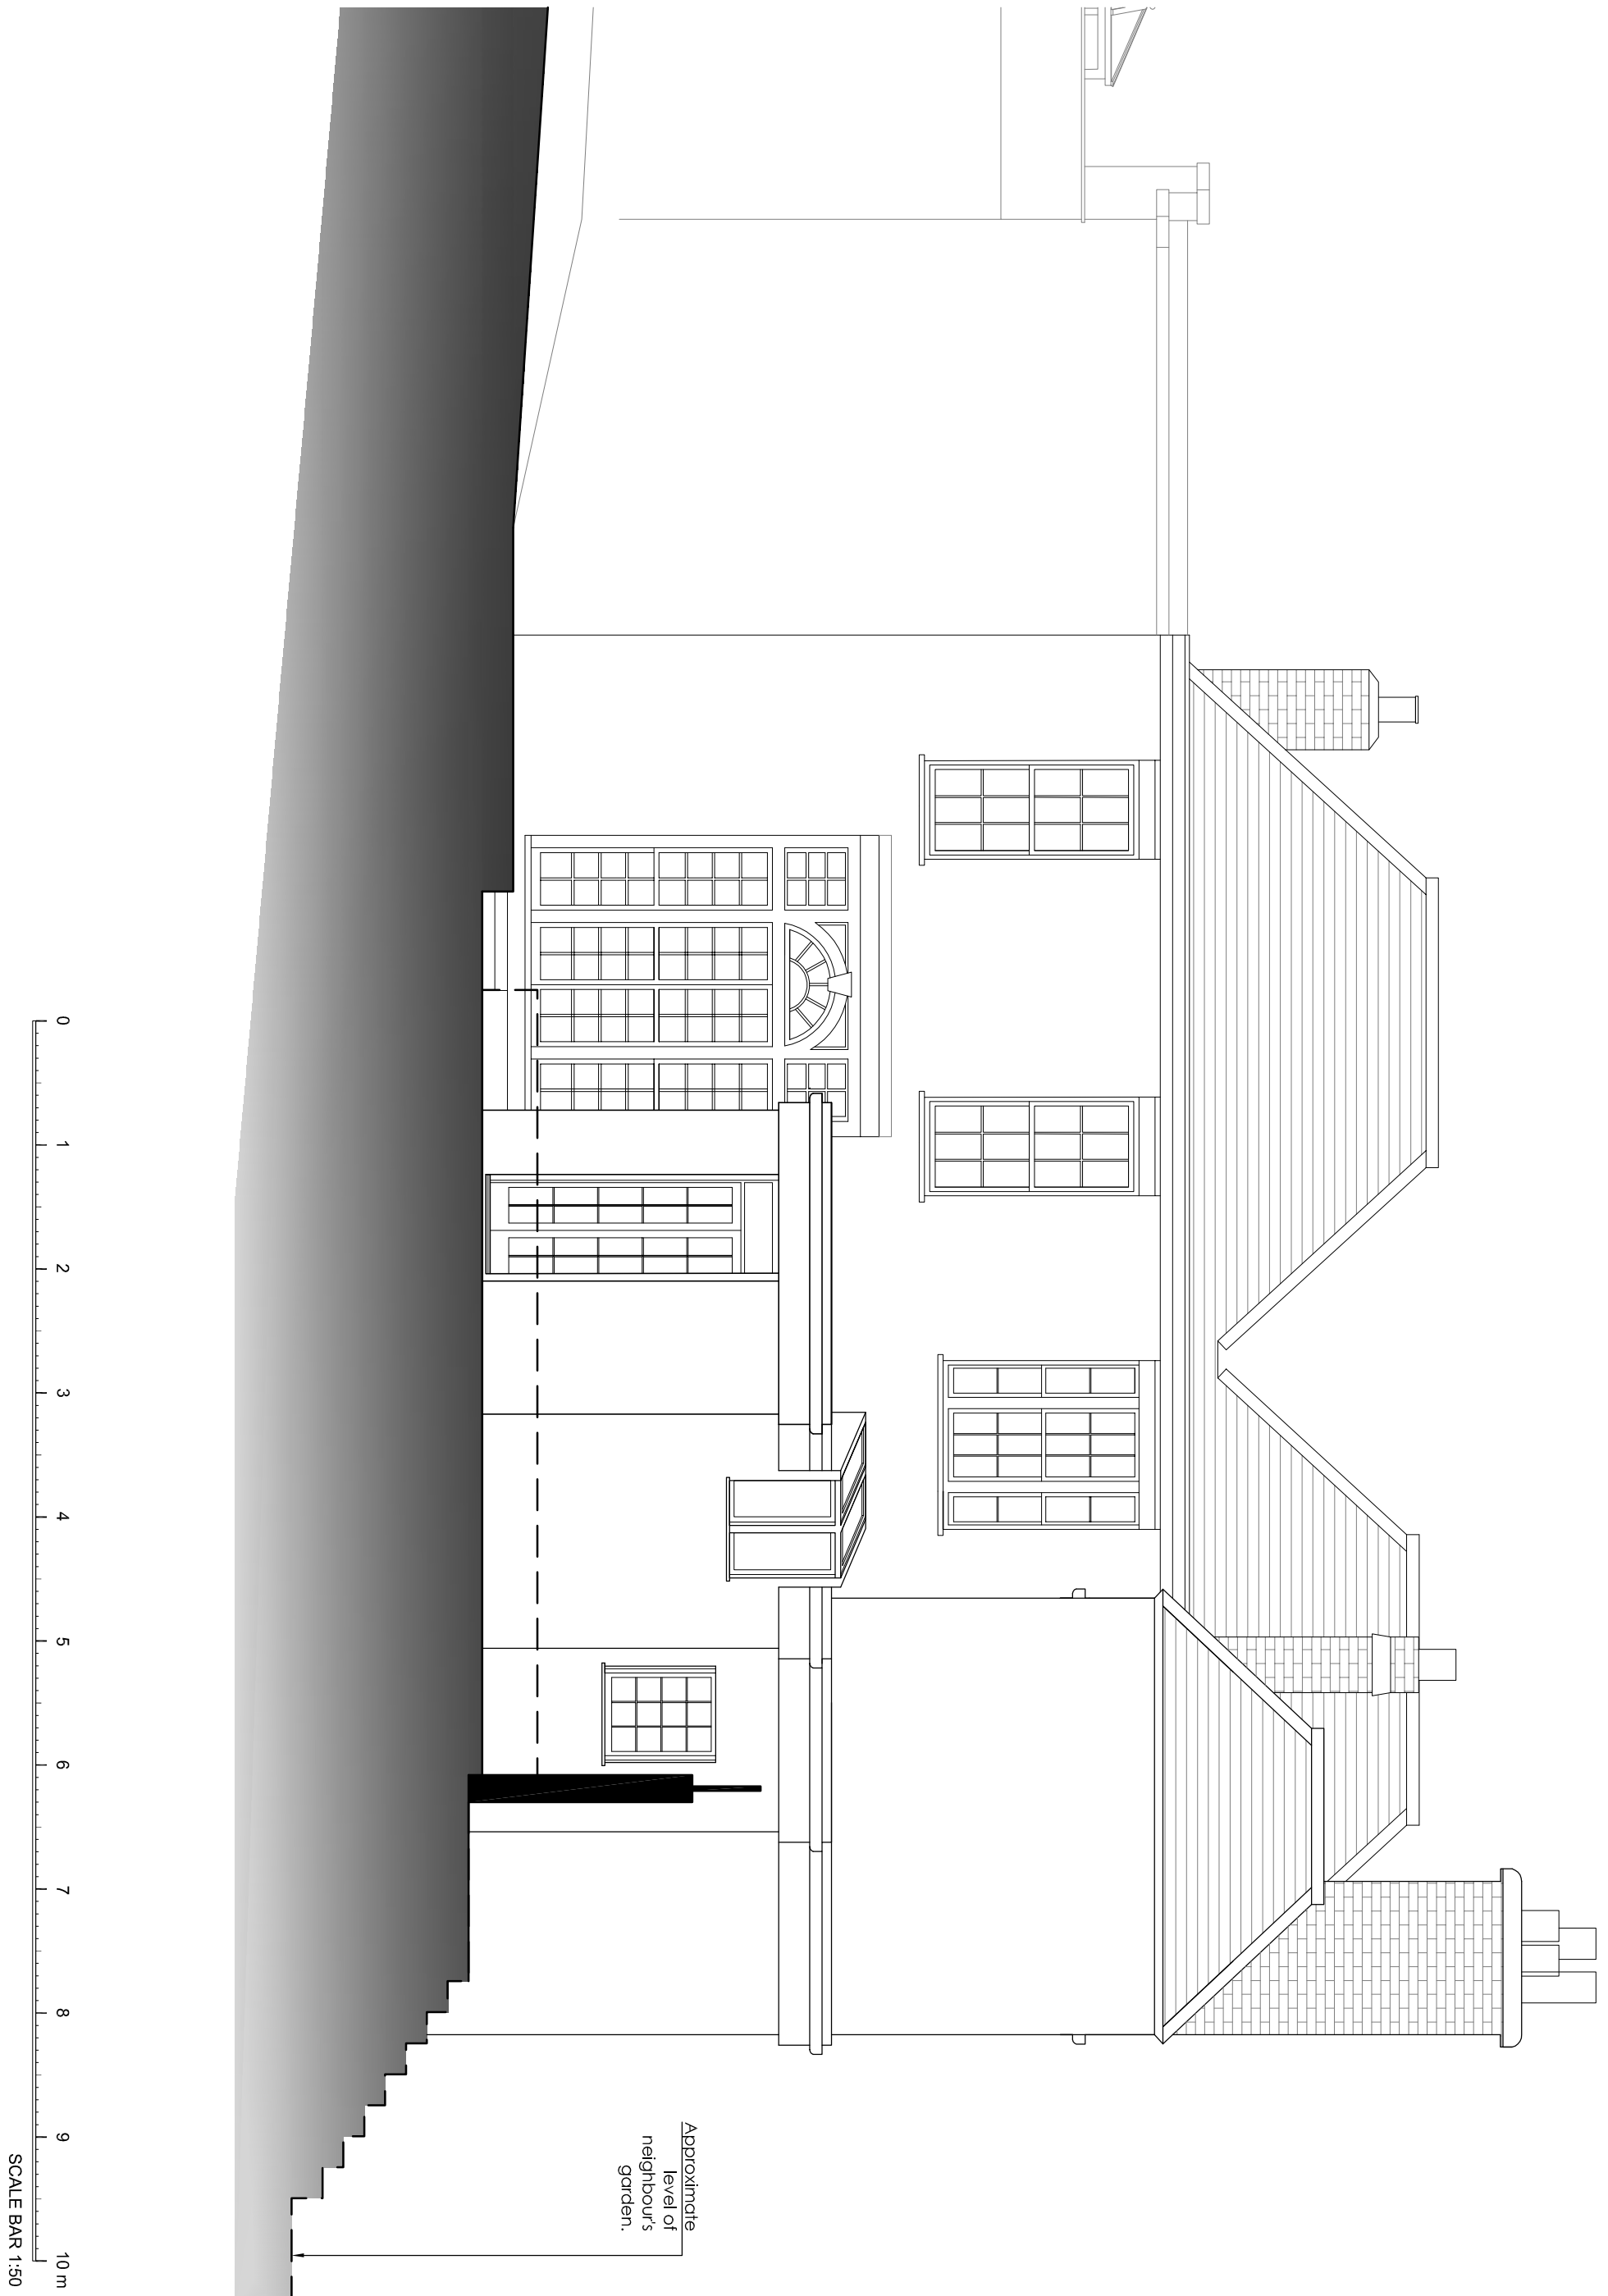 Approximate
level of
neighbour's
garden.
0 1 2 3 4 5 6 7 8 9 10 m
SCALE BAR 1:50